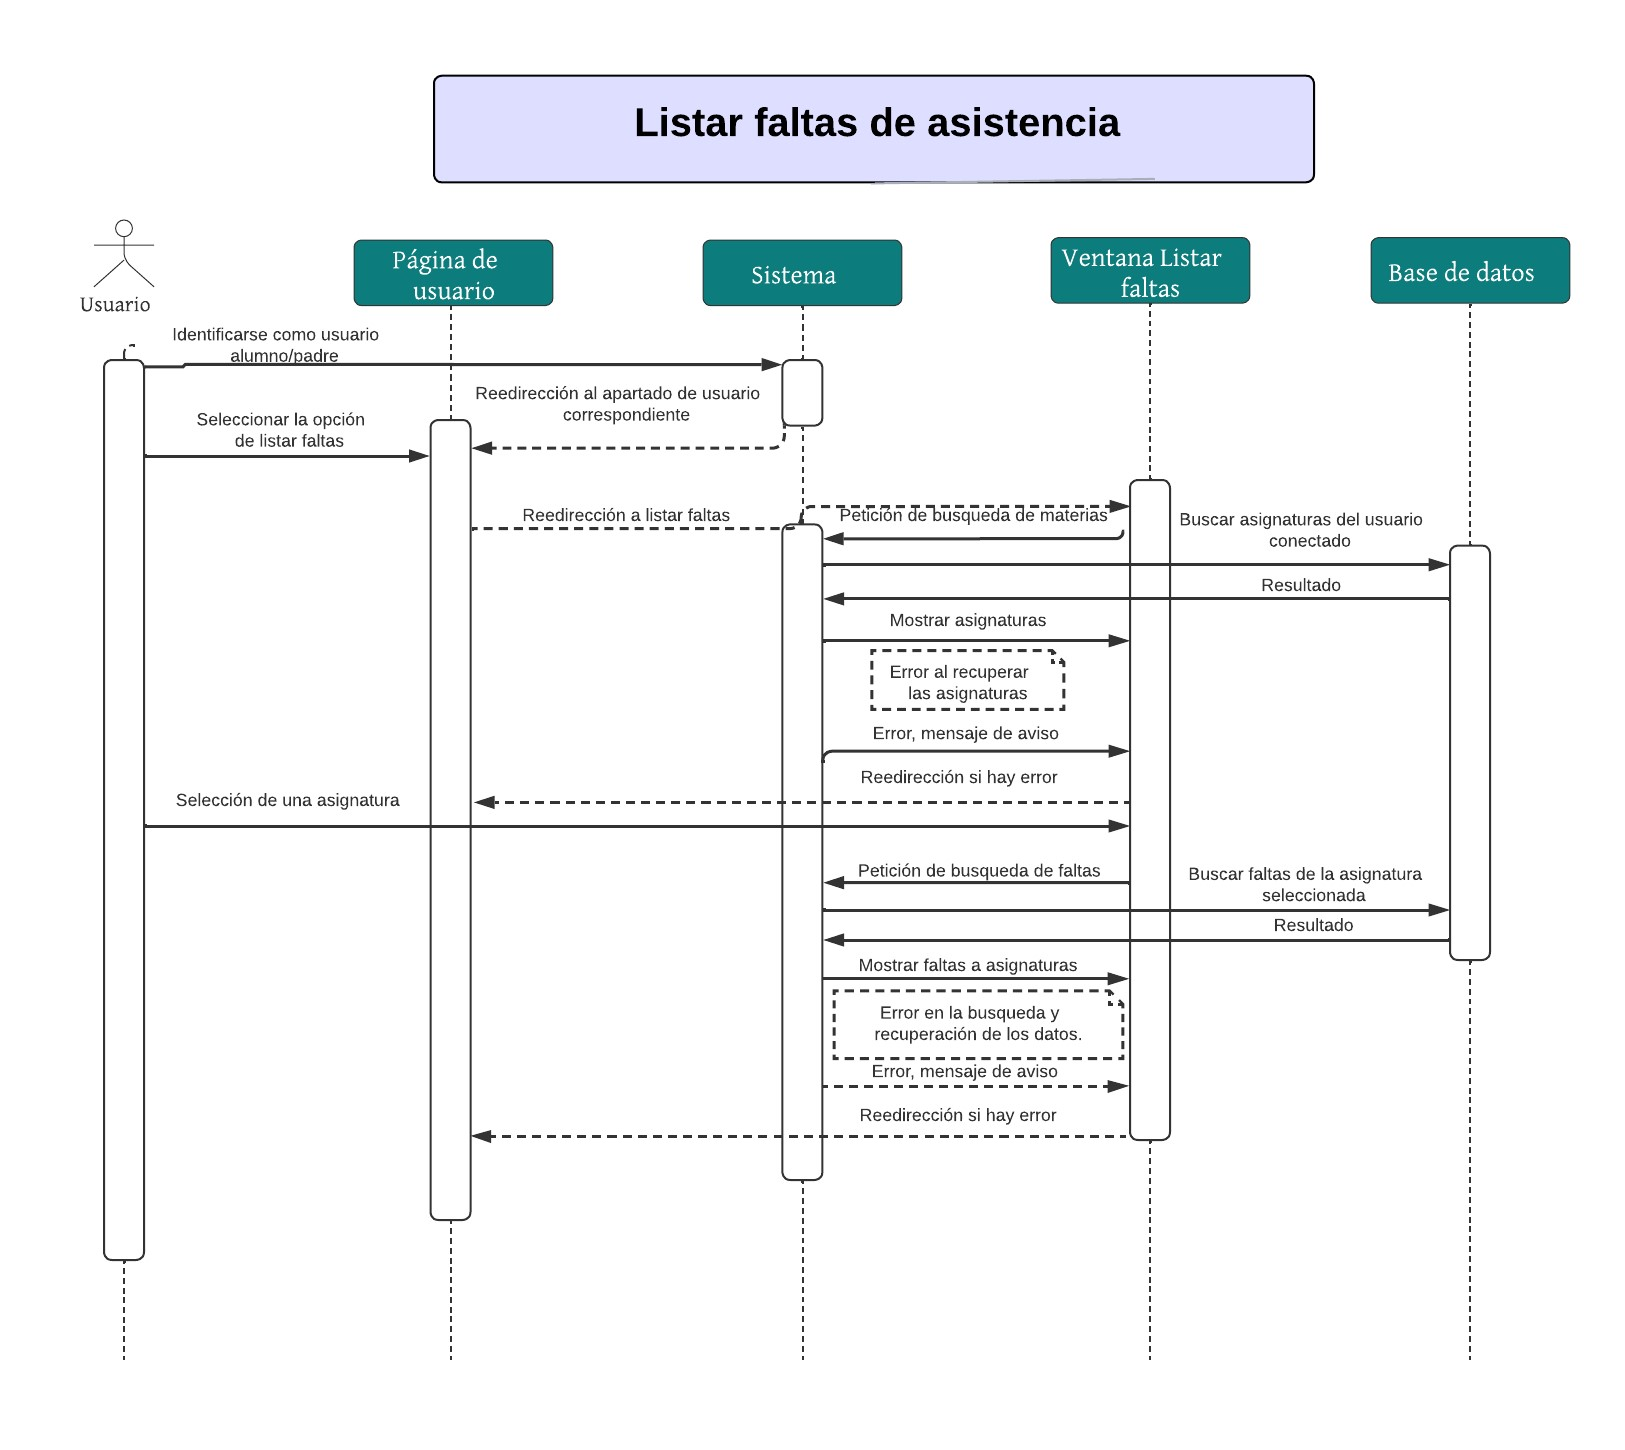 Listar faltas de asistencia
Usuario
Página de
usuario
Sistema
Ventana Listar
faltas
Base de datos
Identificarse como usuario
alumno/padre
Reedirección al apartado de usuario
correspondiente
Seleccionar la opción
de listar faltas
Reedirección a listar faltas
Petición de busqueda de materias
Buscar asignaturas del usuario
conectado
Resultado
Mostrar asignaturas
Error al recuperar
las asignaturas
Error, mensaje de aviso
Reedirección si hay error
Selección de una asignatura
Petición de busqueda de faltas
Buscar faltas de la asignatura
seleccionada
Resultado
Mostrar faltas a asignaturas
Error en la busqueda y
recuperación de los datos.
Error, mensaje de aviso
Reedirección si hay error